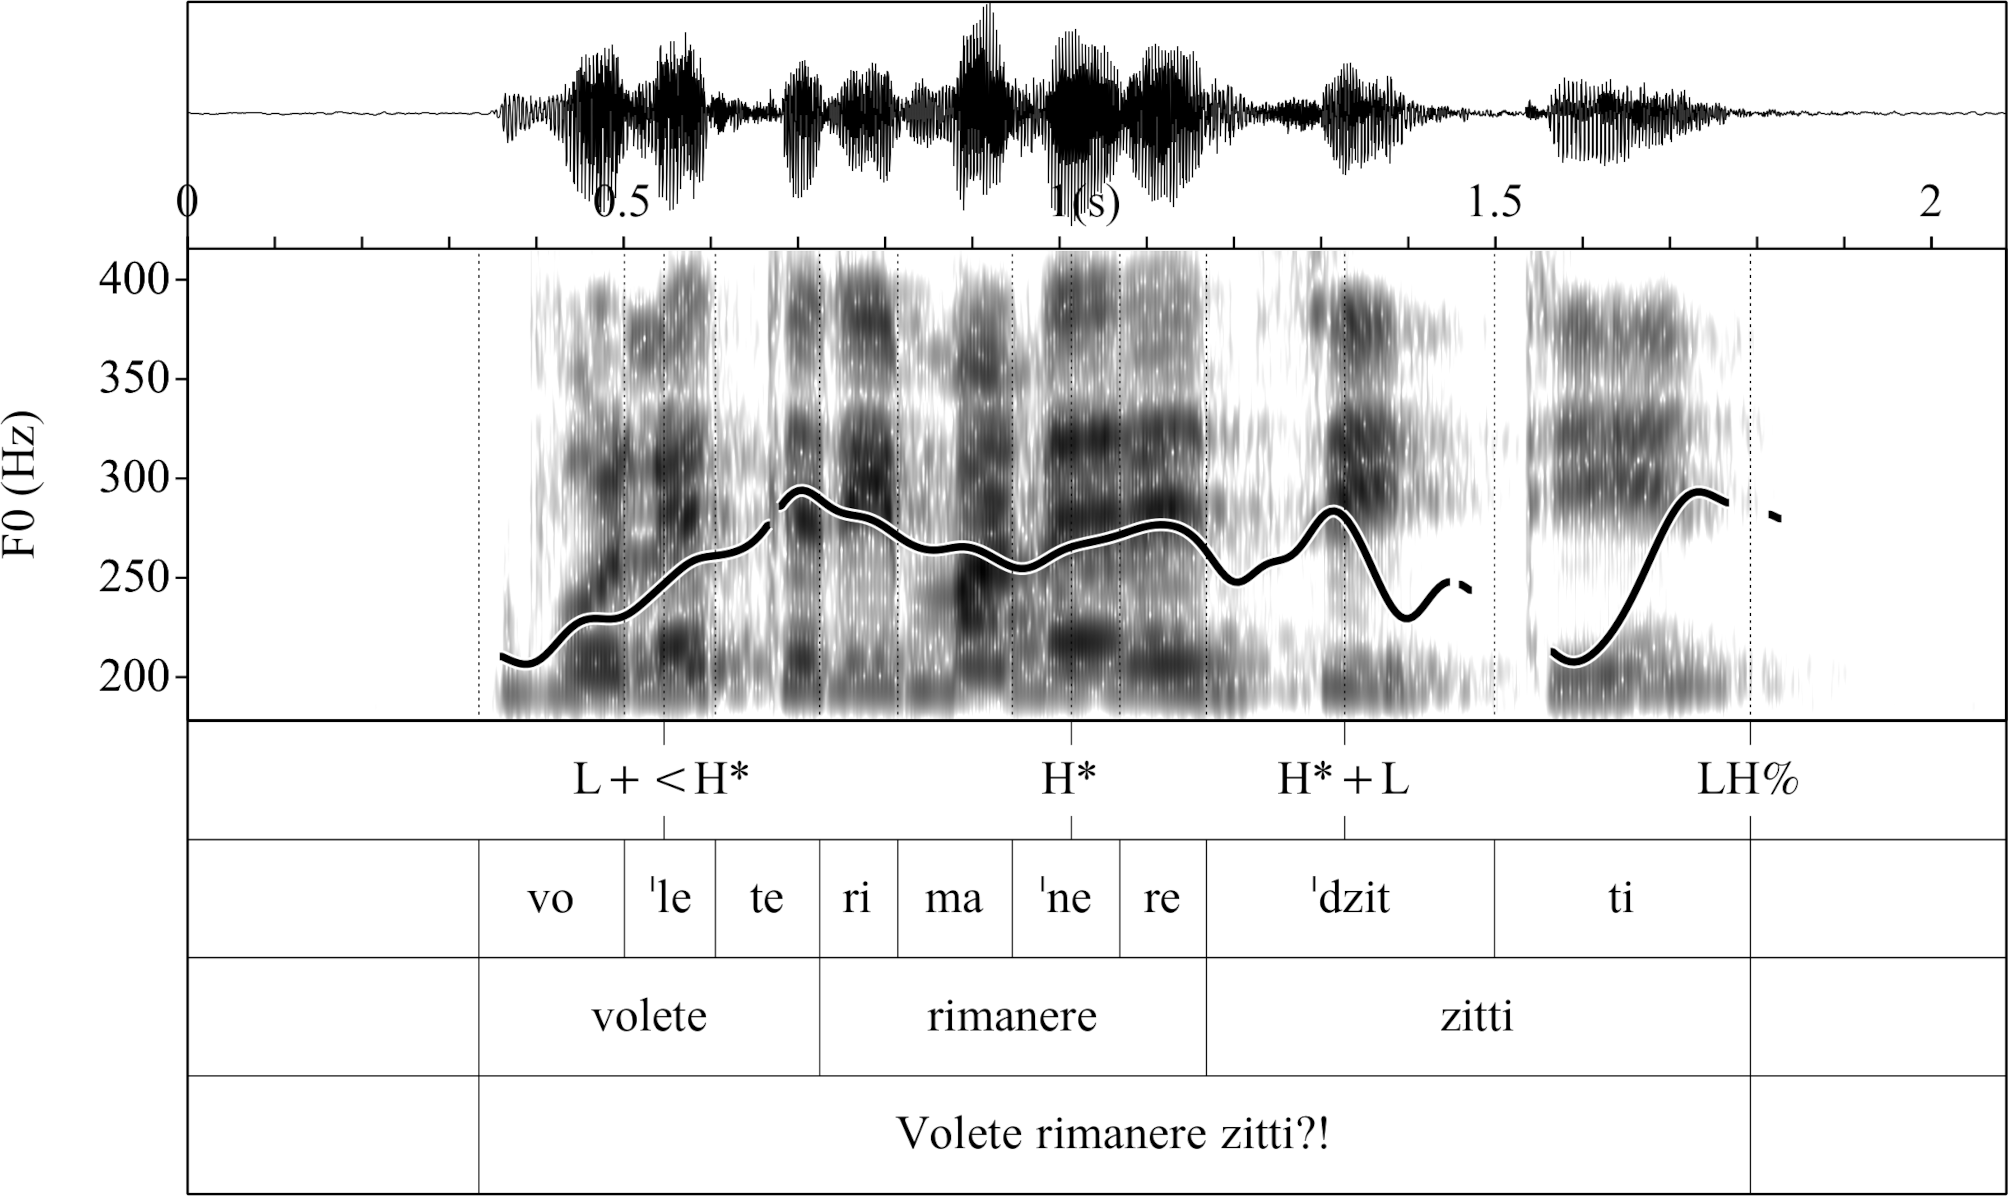 0 0.5 1(s) 1.5 2
400
350
300
250
200
F0 (Hz)
L+<H* H* H*+L LH%
vo ˈle te ri ma ˈne re ˈdzit ti
volete rimanere zitti
Volete rimanere zitti?!